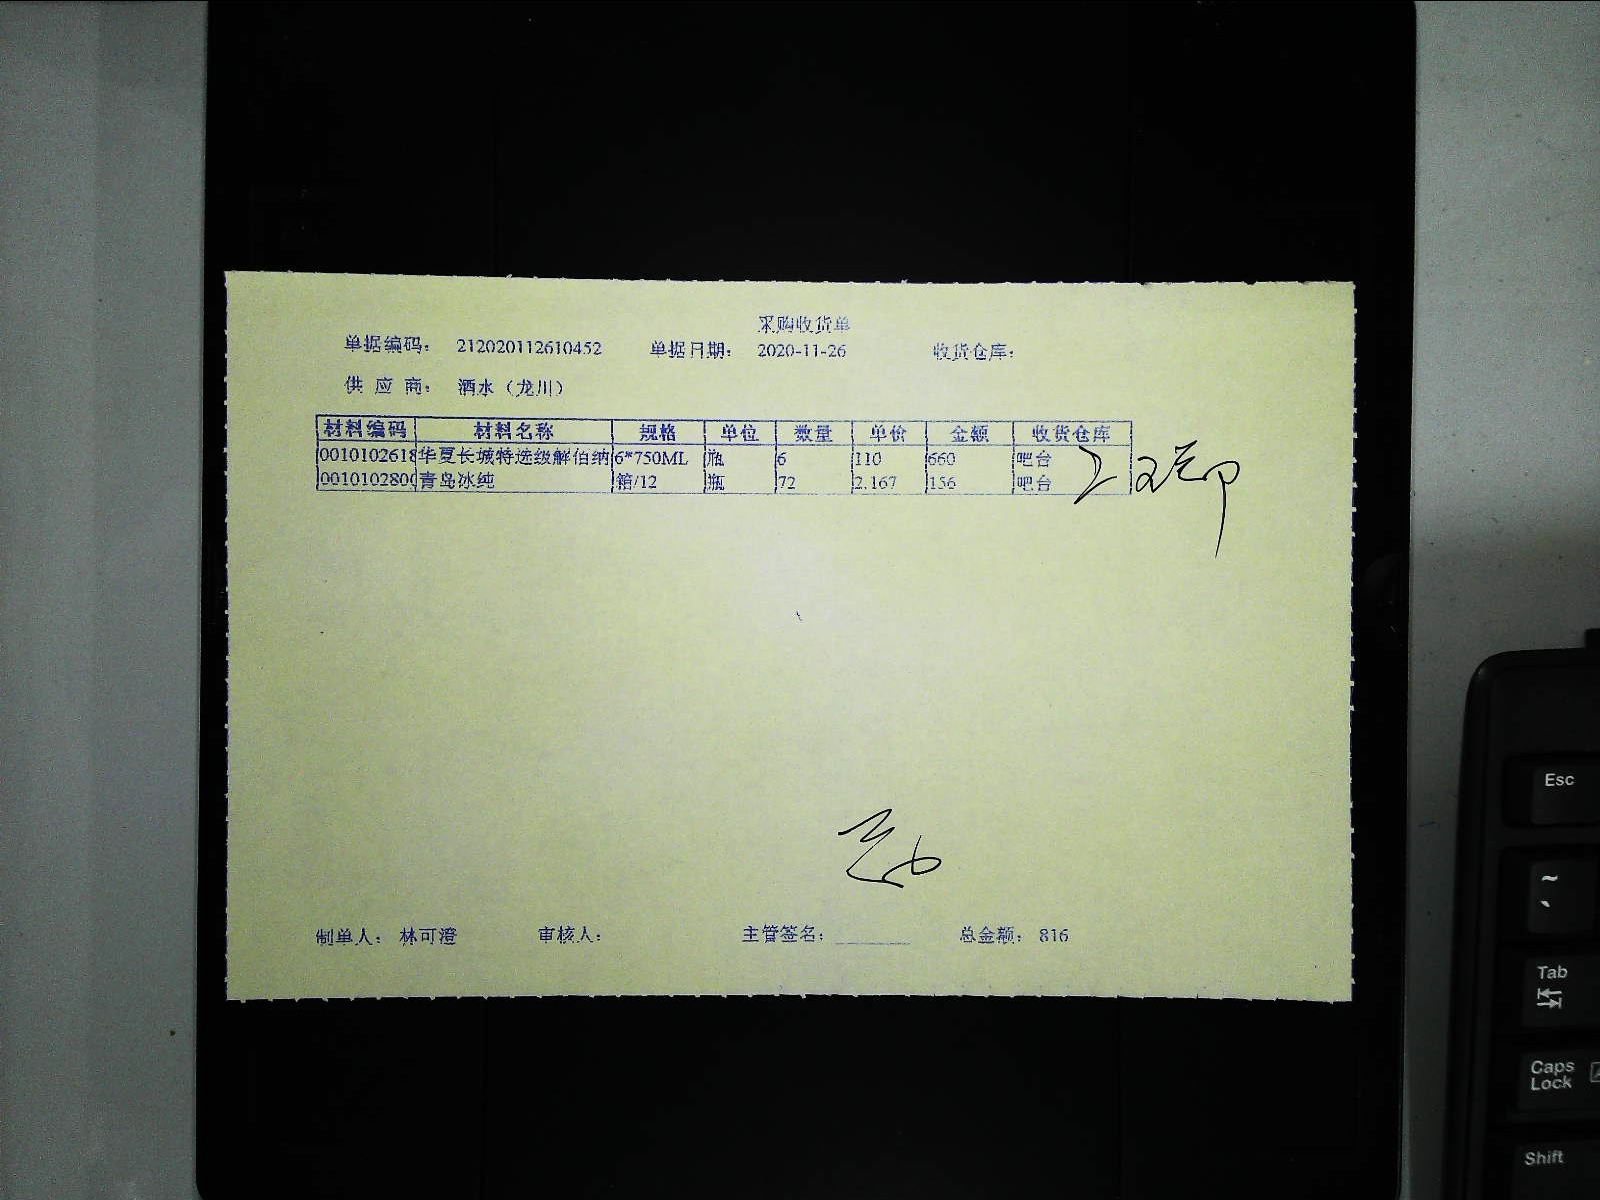 采购收货单
单据编码： 212020112610452 单据日期： 2020-11-26 收货仓库：
供 应 商： 酒水（龙川）
材料编码 材料名称 规格 单位 数量 单价 金额 收货仓库
0010102618 华夏长城特选级解伯纳 6*750ML 瓶 6 110 660 吧台
001010280 青岛冰纯 箱/12 瓶 72 2.167 156 吧台
制单人： 林可澄 审核人： 主管签名： 总金额： 816
Esc
~
`
Tab
Caps Lock
Shift